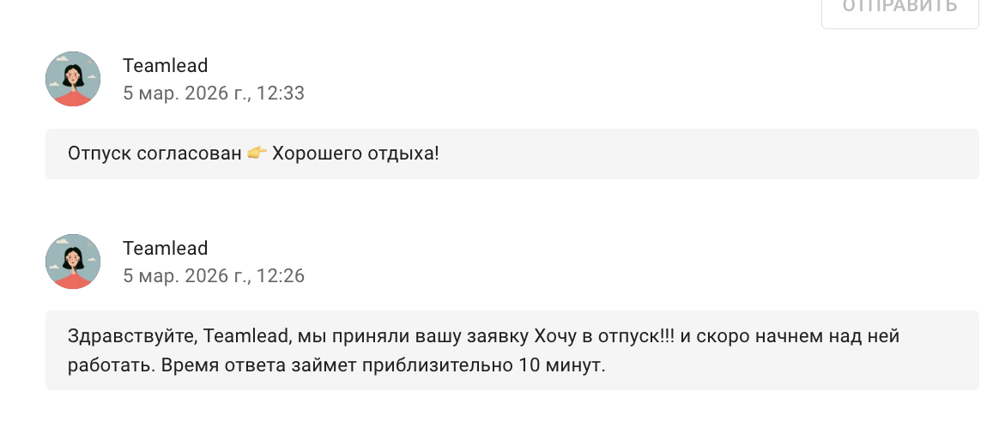 ОТПРАВИТЬ
Teamlead
5 мар. 2026 г., 12:33
Отпуск согласован 👉 Хорошего отдыха!
Teamlead
5 мар. 2026 г., 12:26
Здравствуйте, Teamlead, мы приняли вашу заявку Хочу в отпуск!!! и скоро начнем над ней
работать. Время ответа займет приблизительно 10 минут.